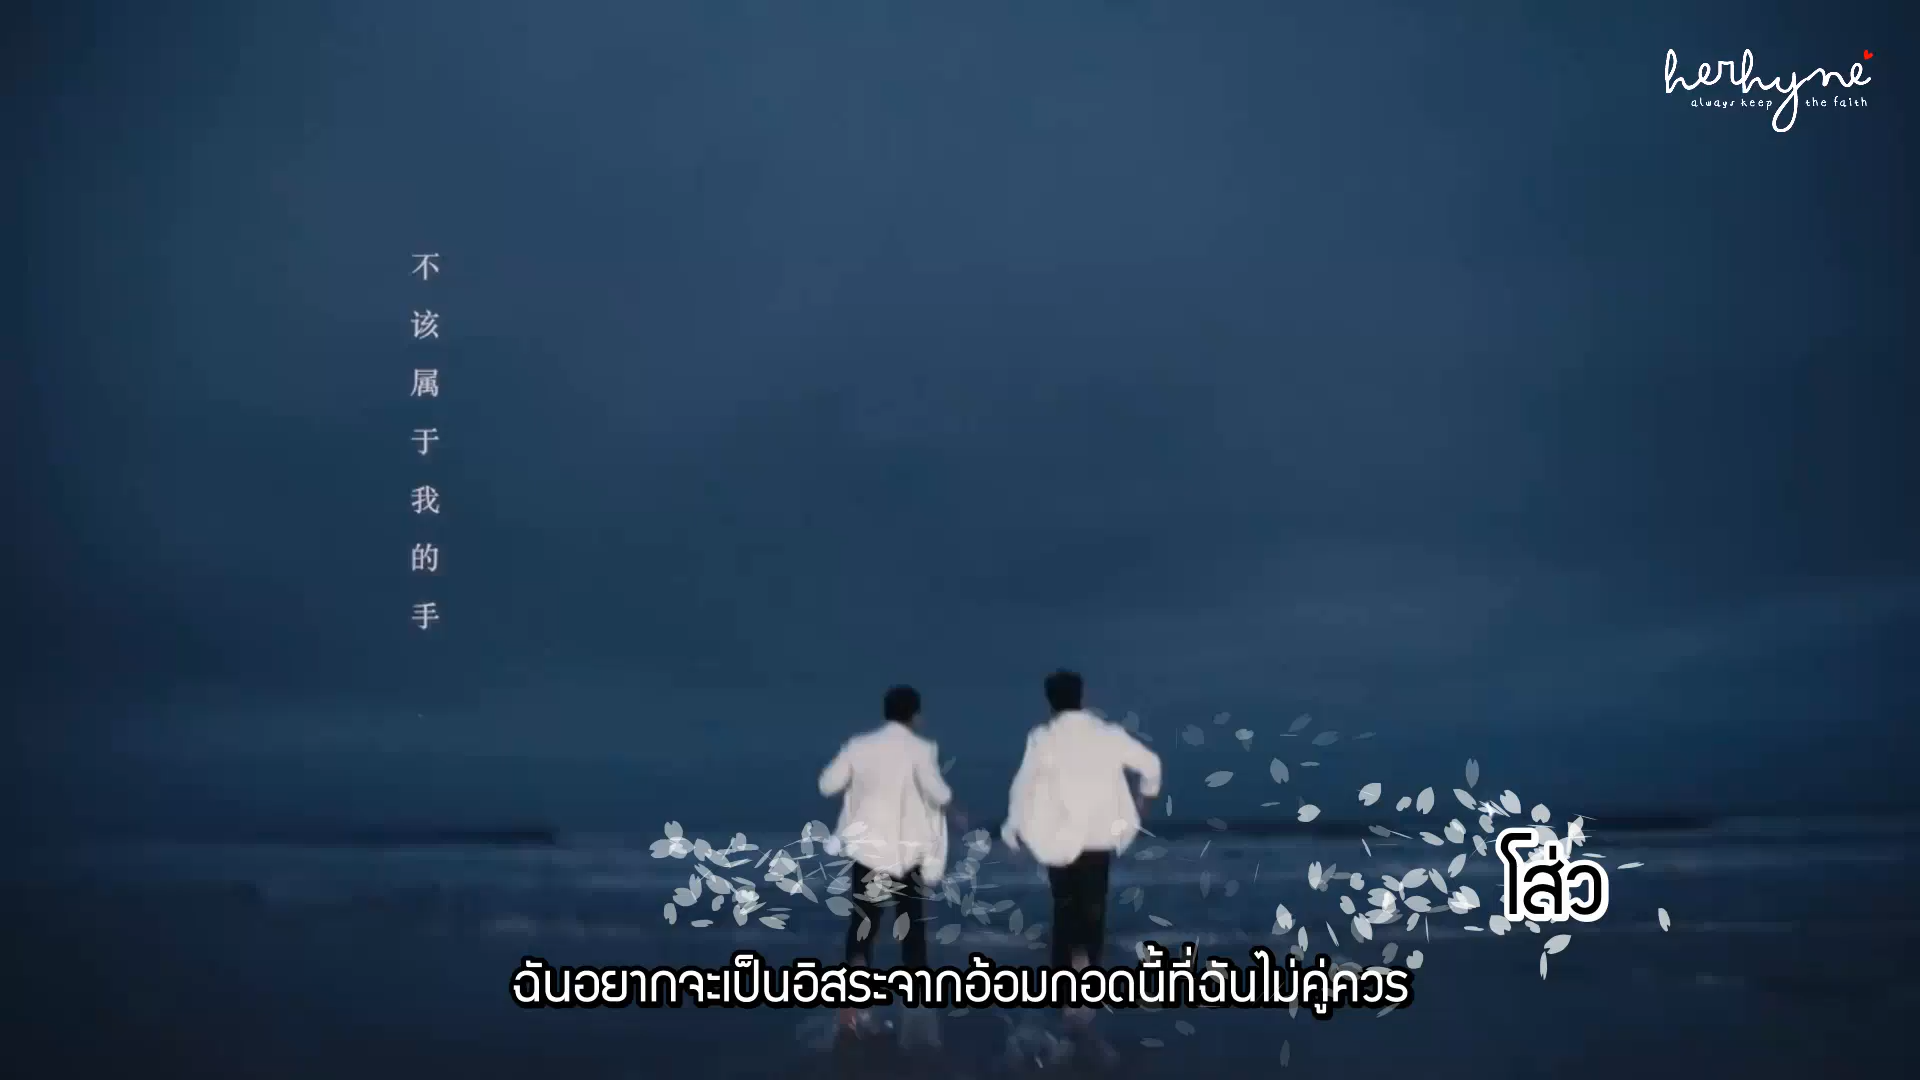 herhyne
always keep the faith
不该属于我的手
โส่ว
ฉันอยากจะเป็นอิสระจากอ้อมกอดนี้ที่ฉันไม่คู่ควร